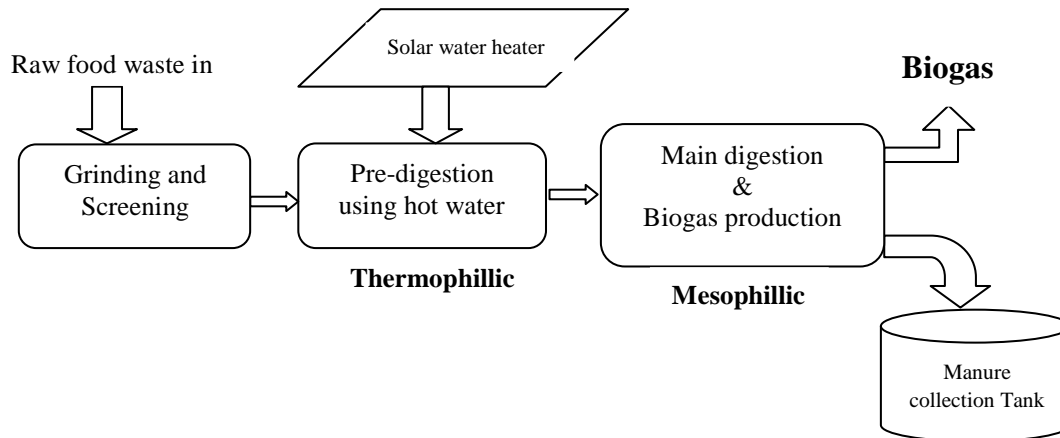 Raw food waste in
Solar water heater
Biogas
Grinding and
Screening
Pre-digestion
using hot water
Main digestion
&
Biogas production
Thermophillic
Mesophillic
Manure
collection Tank